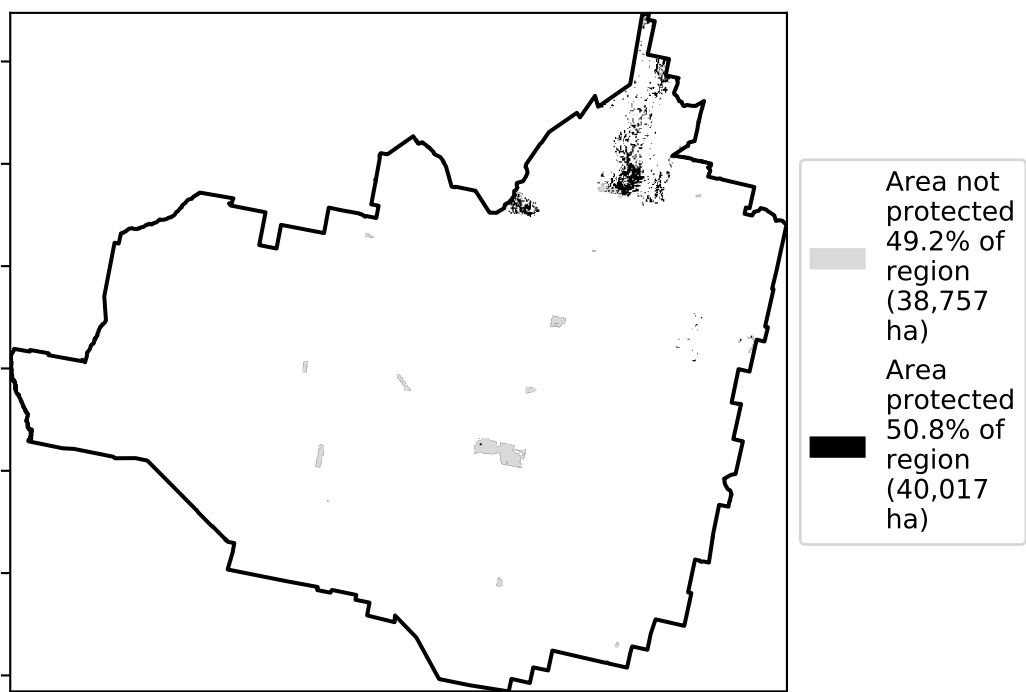 Area not
protected
49.2% of
region
(38,757
ha)
Area
protected
50.8% of
region
(40,017
ha)